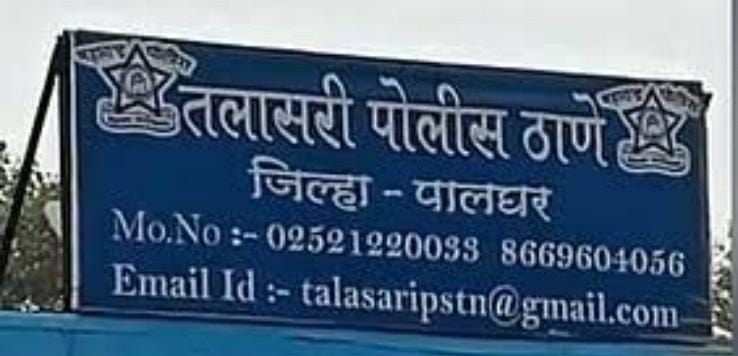 तलासरी पोलीस ठाणे
जिल्हा - पालघर
Mo.No :- 02521220033 8669604056
Email Id :- talasaripstn@gmail.com